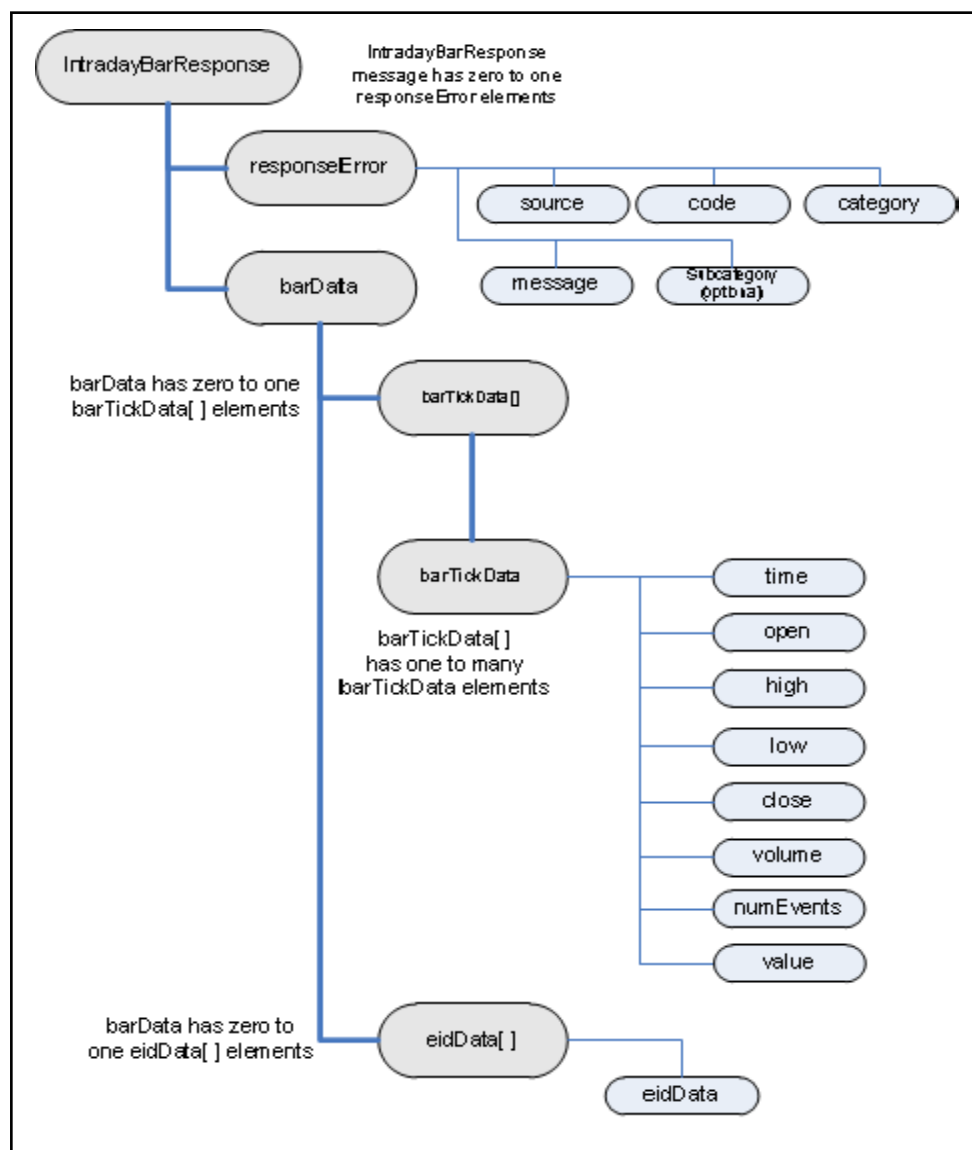 IntradayBarResponse
IntradayBarResponse
message has zero to one
responseError elements
responseError
source
code
category
message
Subcategory
(optional)
barData
barData has zero to one
barTickData[ ] elements
barTickData[]
barTickData
barTickData[ ]
has one to many
barTickData elements
time
open
high
low
close
volume
numEvents
value
barData has zero to
one eidData[ ] elements
eidData[ ]
eidData